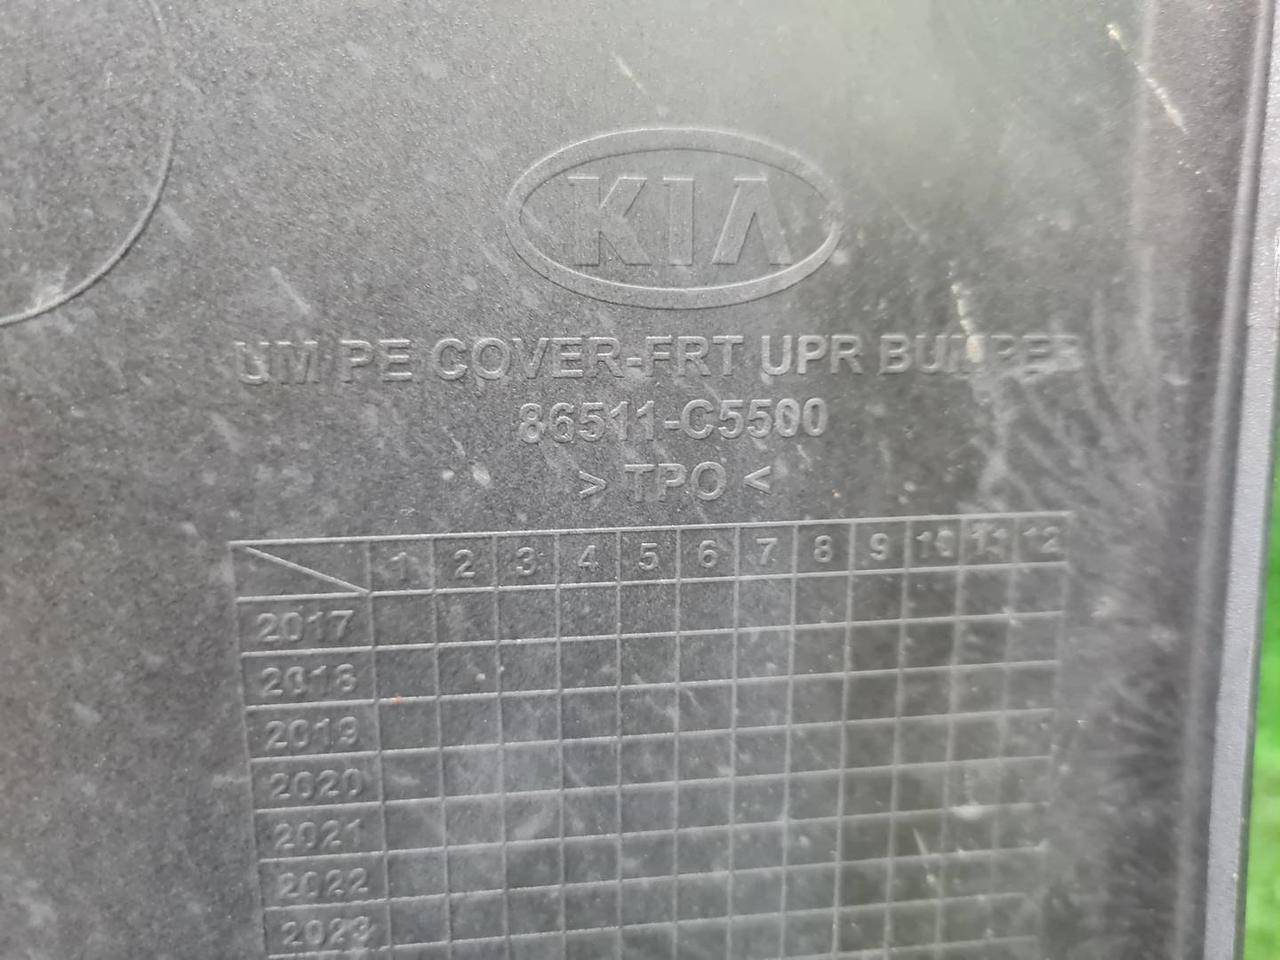 KIA
UM PE COVER-FRT UPR BUMPER
86511-C5500
> TPO <
1 2 3 4 5 6 7 8 9 10 11 12
2017
2018
2019
2020
2021
2022
2023